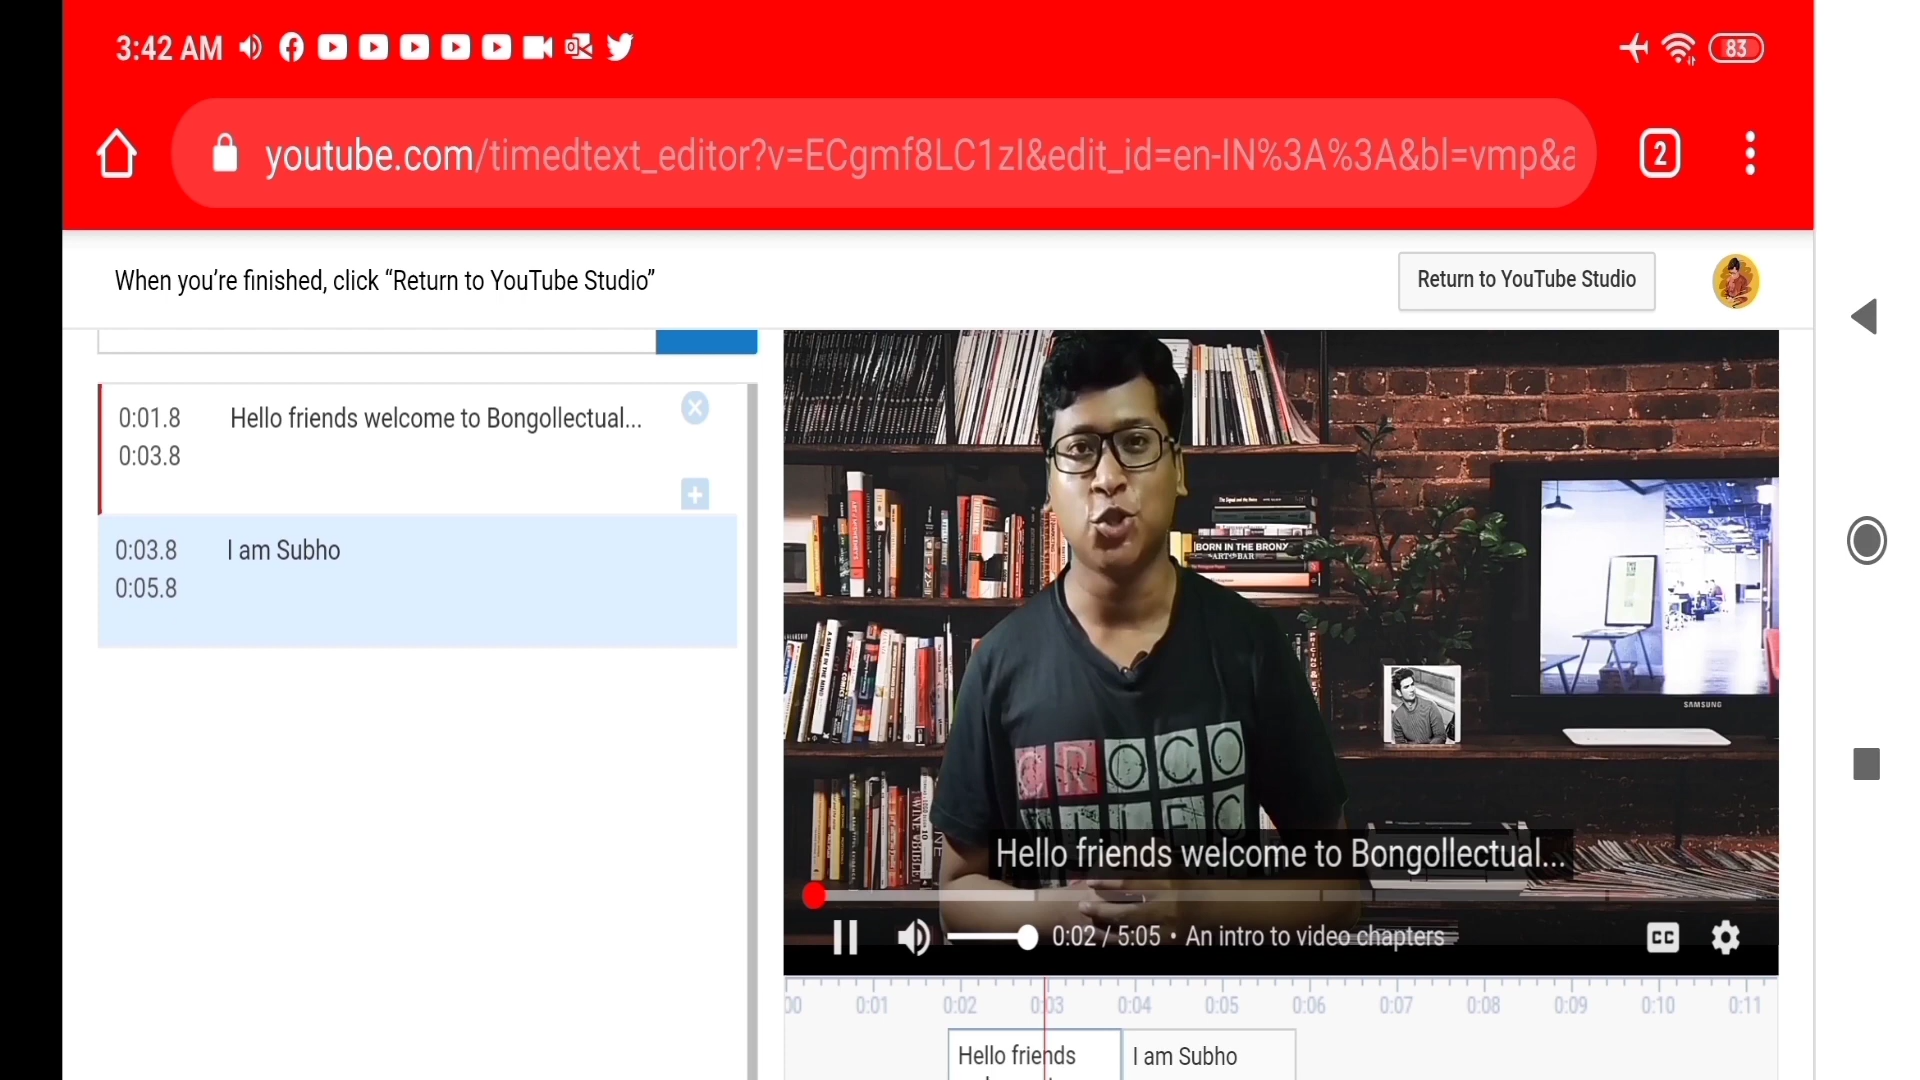 3:42 AM
83
youtube.com/timedtext_editor?v=ECgmf8LC1zI&edit_id=en-IN%3A%3A&bl=vmp&a
2
When you're finished, click “Return to YouTube Studio”
Return to YouTube Studio
0:01.8 Hello friends welcome to Bongollectual...
0:03.8
0:03.8 I am Subho
0:05.8
BORN IN THE BRONX
SAMSUNG
CROCO
Hello friends welcome to Bongollectual...
0:02 / 5:05 • An intro to video chapters
CC
00 0:01 0:02 0:03 0:04 0:05 0:06 0:07 0:08 0:09 0:10 0:11
Hello friends I am Subho